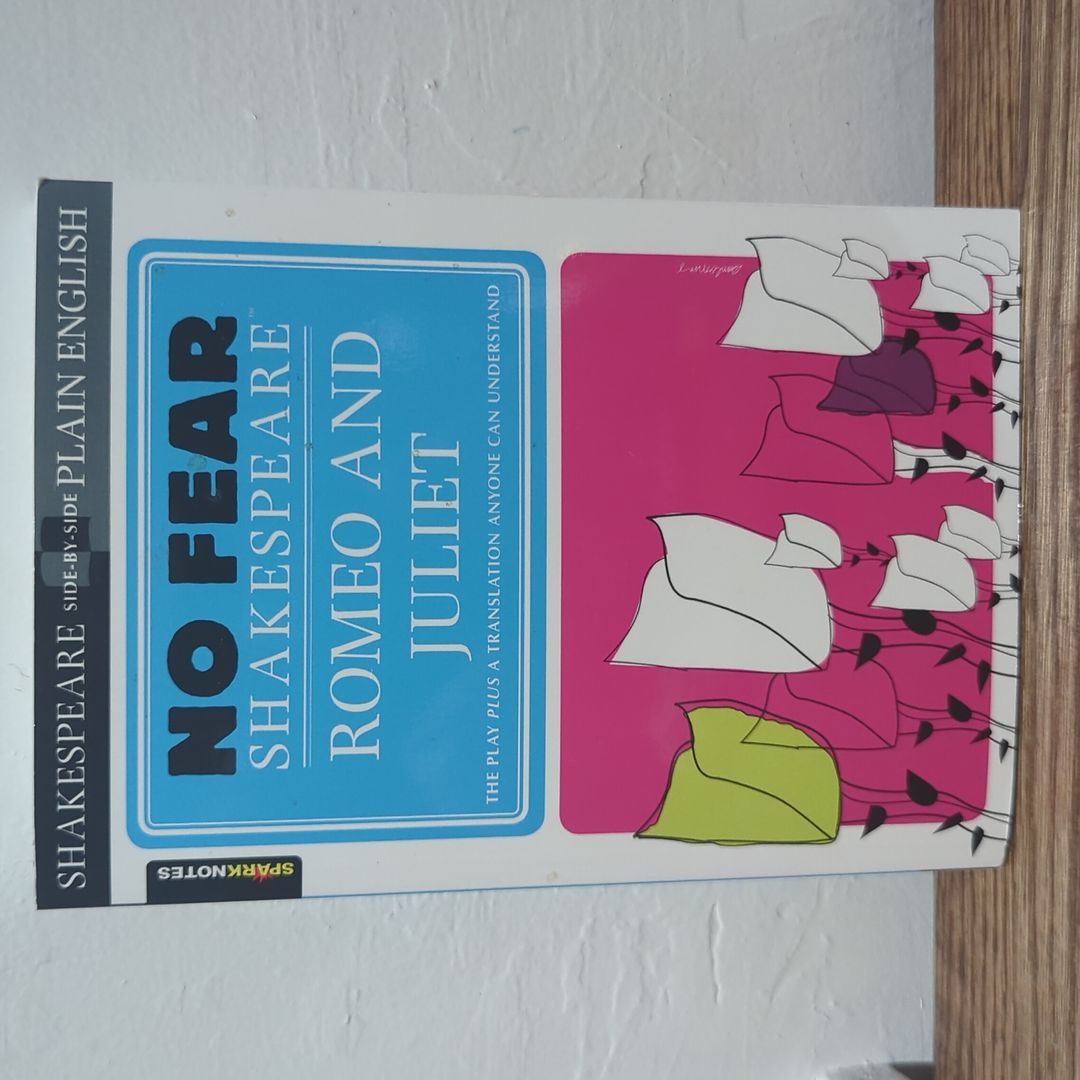 SHAKESPEARE SIDE-BY-SIDE PLAIN ENGLISH
SPARKNOTES
NO FEAR
SHAKESPEARE™
ROMEO AND
JULIET
THE PLAY PLUS A TRANSLATION ANYONE CAN UNDERSTAND